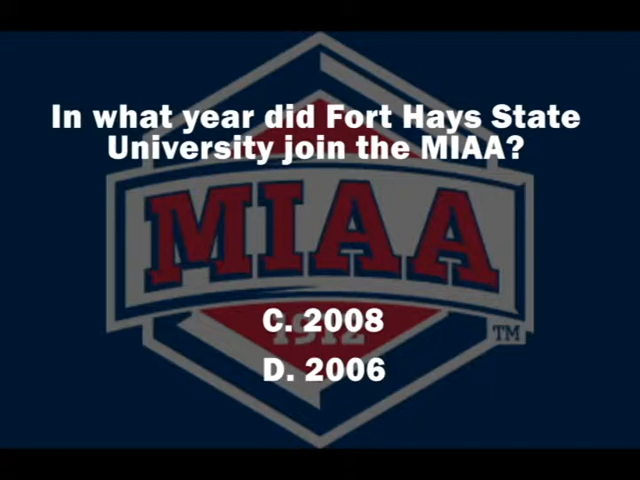 In what year did Fort Hays State
University join the MIAA?
MIAA
C. 2008
1912
TM
D. 2006